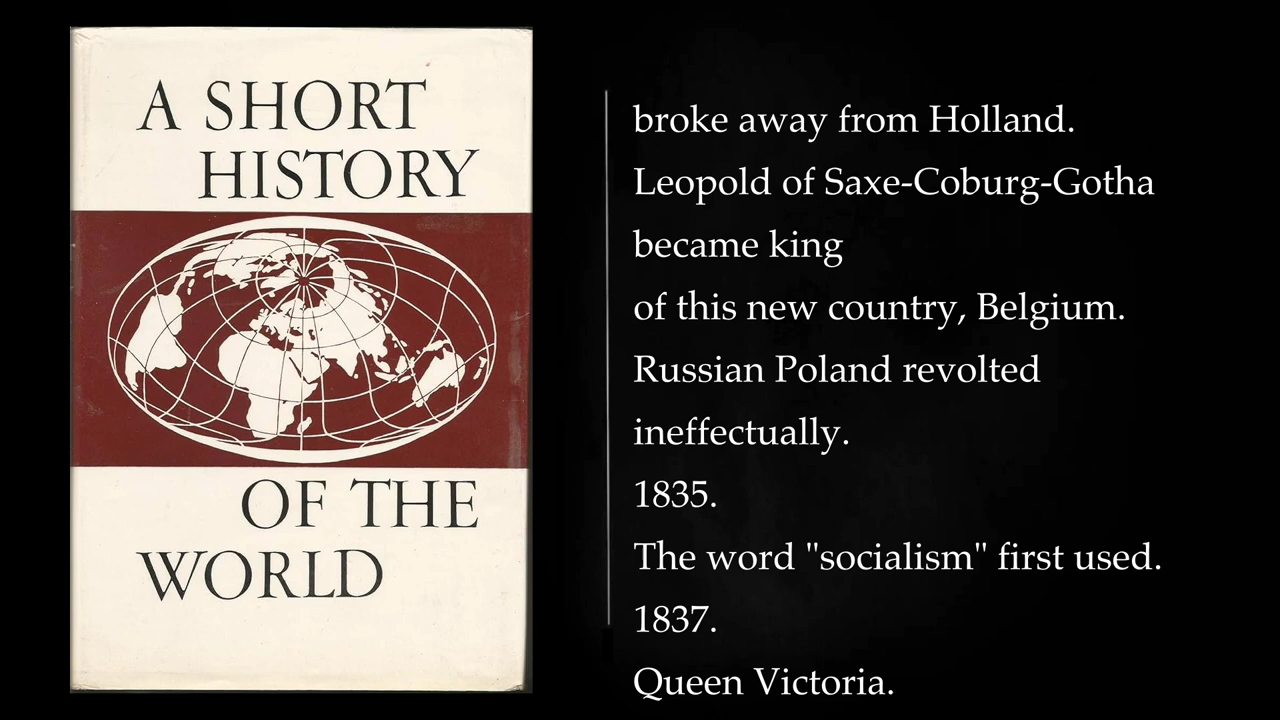 A SHORT
HISTORY
OF THE
WORLD
broke away from Holland.
Leopold of Saxe-Coburg-Gotha
became king
of this new country, Belgium.
Russian Poland revolted
ineffectually.
1835.
The word "socialism" first used.
1837.
Queen Victoria.